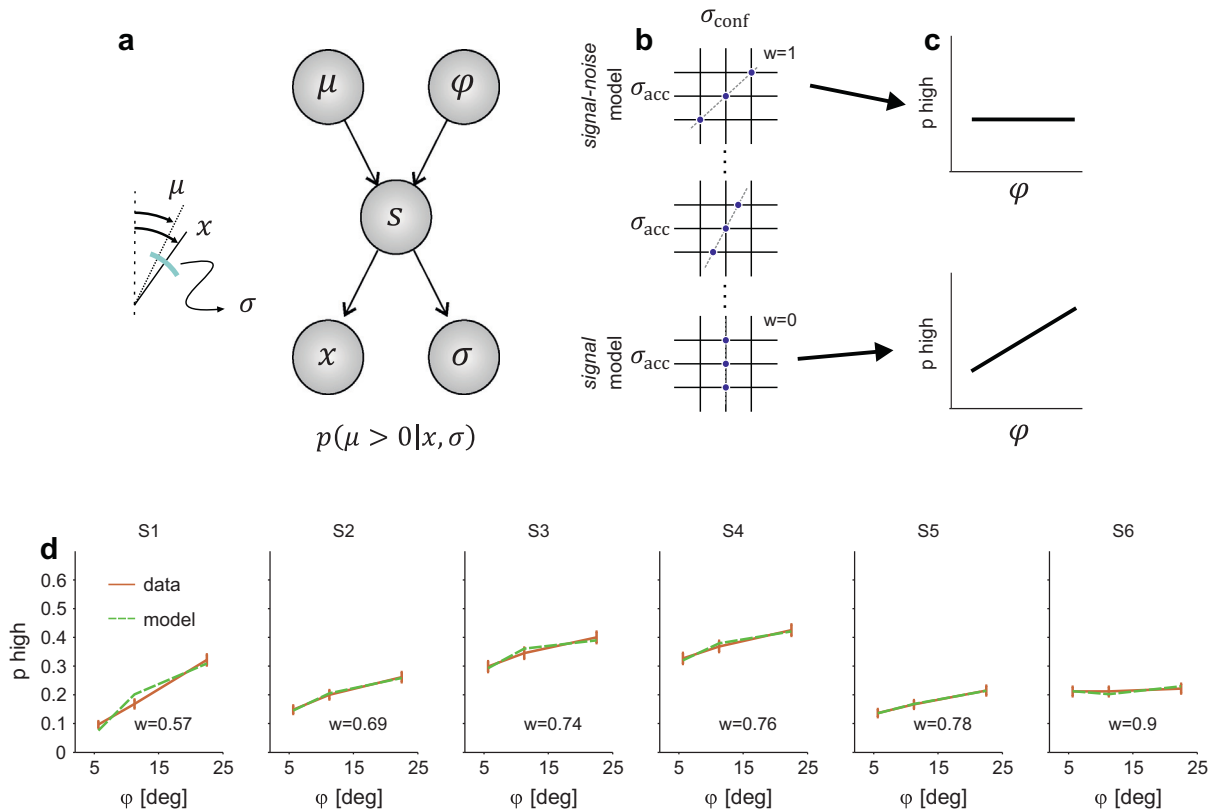 a
μ
φ
s
x
σ
μ
x
σ
p(μ > 0|x, σ)
b
σconf
signal-noise
model
σacc
w=1
σacc
signal
model
σacc
w=0
c
p high
φ
p high
φ
d
S1
S2
S3
S4
S5
S6
data
model
p high
0.6
0.5
0.4
0.3
0.2
0.1
0
w=0.57
w=0.69
w=0.74
w=0.76
w=0.78
w=0.9
5 15 25
5 15 25
5 15 25
5 15 25
5 15 25
5 15 25
φ [deg]
φ [deg]
φ [deg]
φ [deg]
φ [deg]
φ [deg]